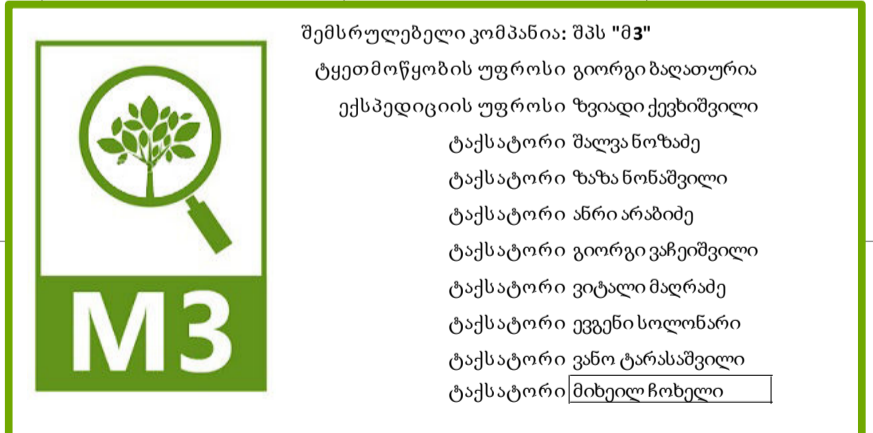 შემსრულებელი კომპანია: შპს "მ3"
ტყეთმოწყობის უფროსი გიორგი ბაღათურია
ექსპედიციის უფროსი ზვიადი ქევხიშვილი
ტაქსატორი შალვა ნოზაძე
ტაქსატორი ზაზა ნონაშვილი
ტაქსატორი ანრი არაბიძე
ტაქსატორი გიორგი ვაჩეიშვილი
ტაქსატორი ვიტალი მაღრაძე
ტაქსატორი ევგენი სოლონარი
ტაქსატორი ვანო ტარასაშვილი
ტაქსატორი მიხეილ ჩოხელი
M3